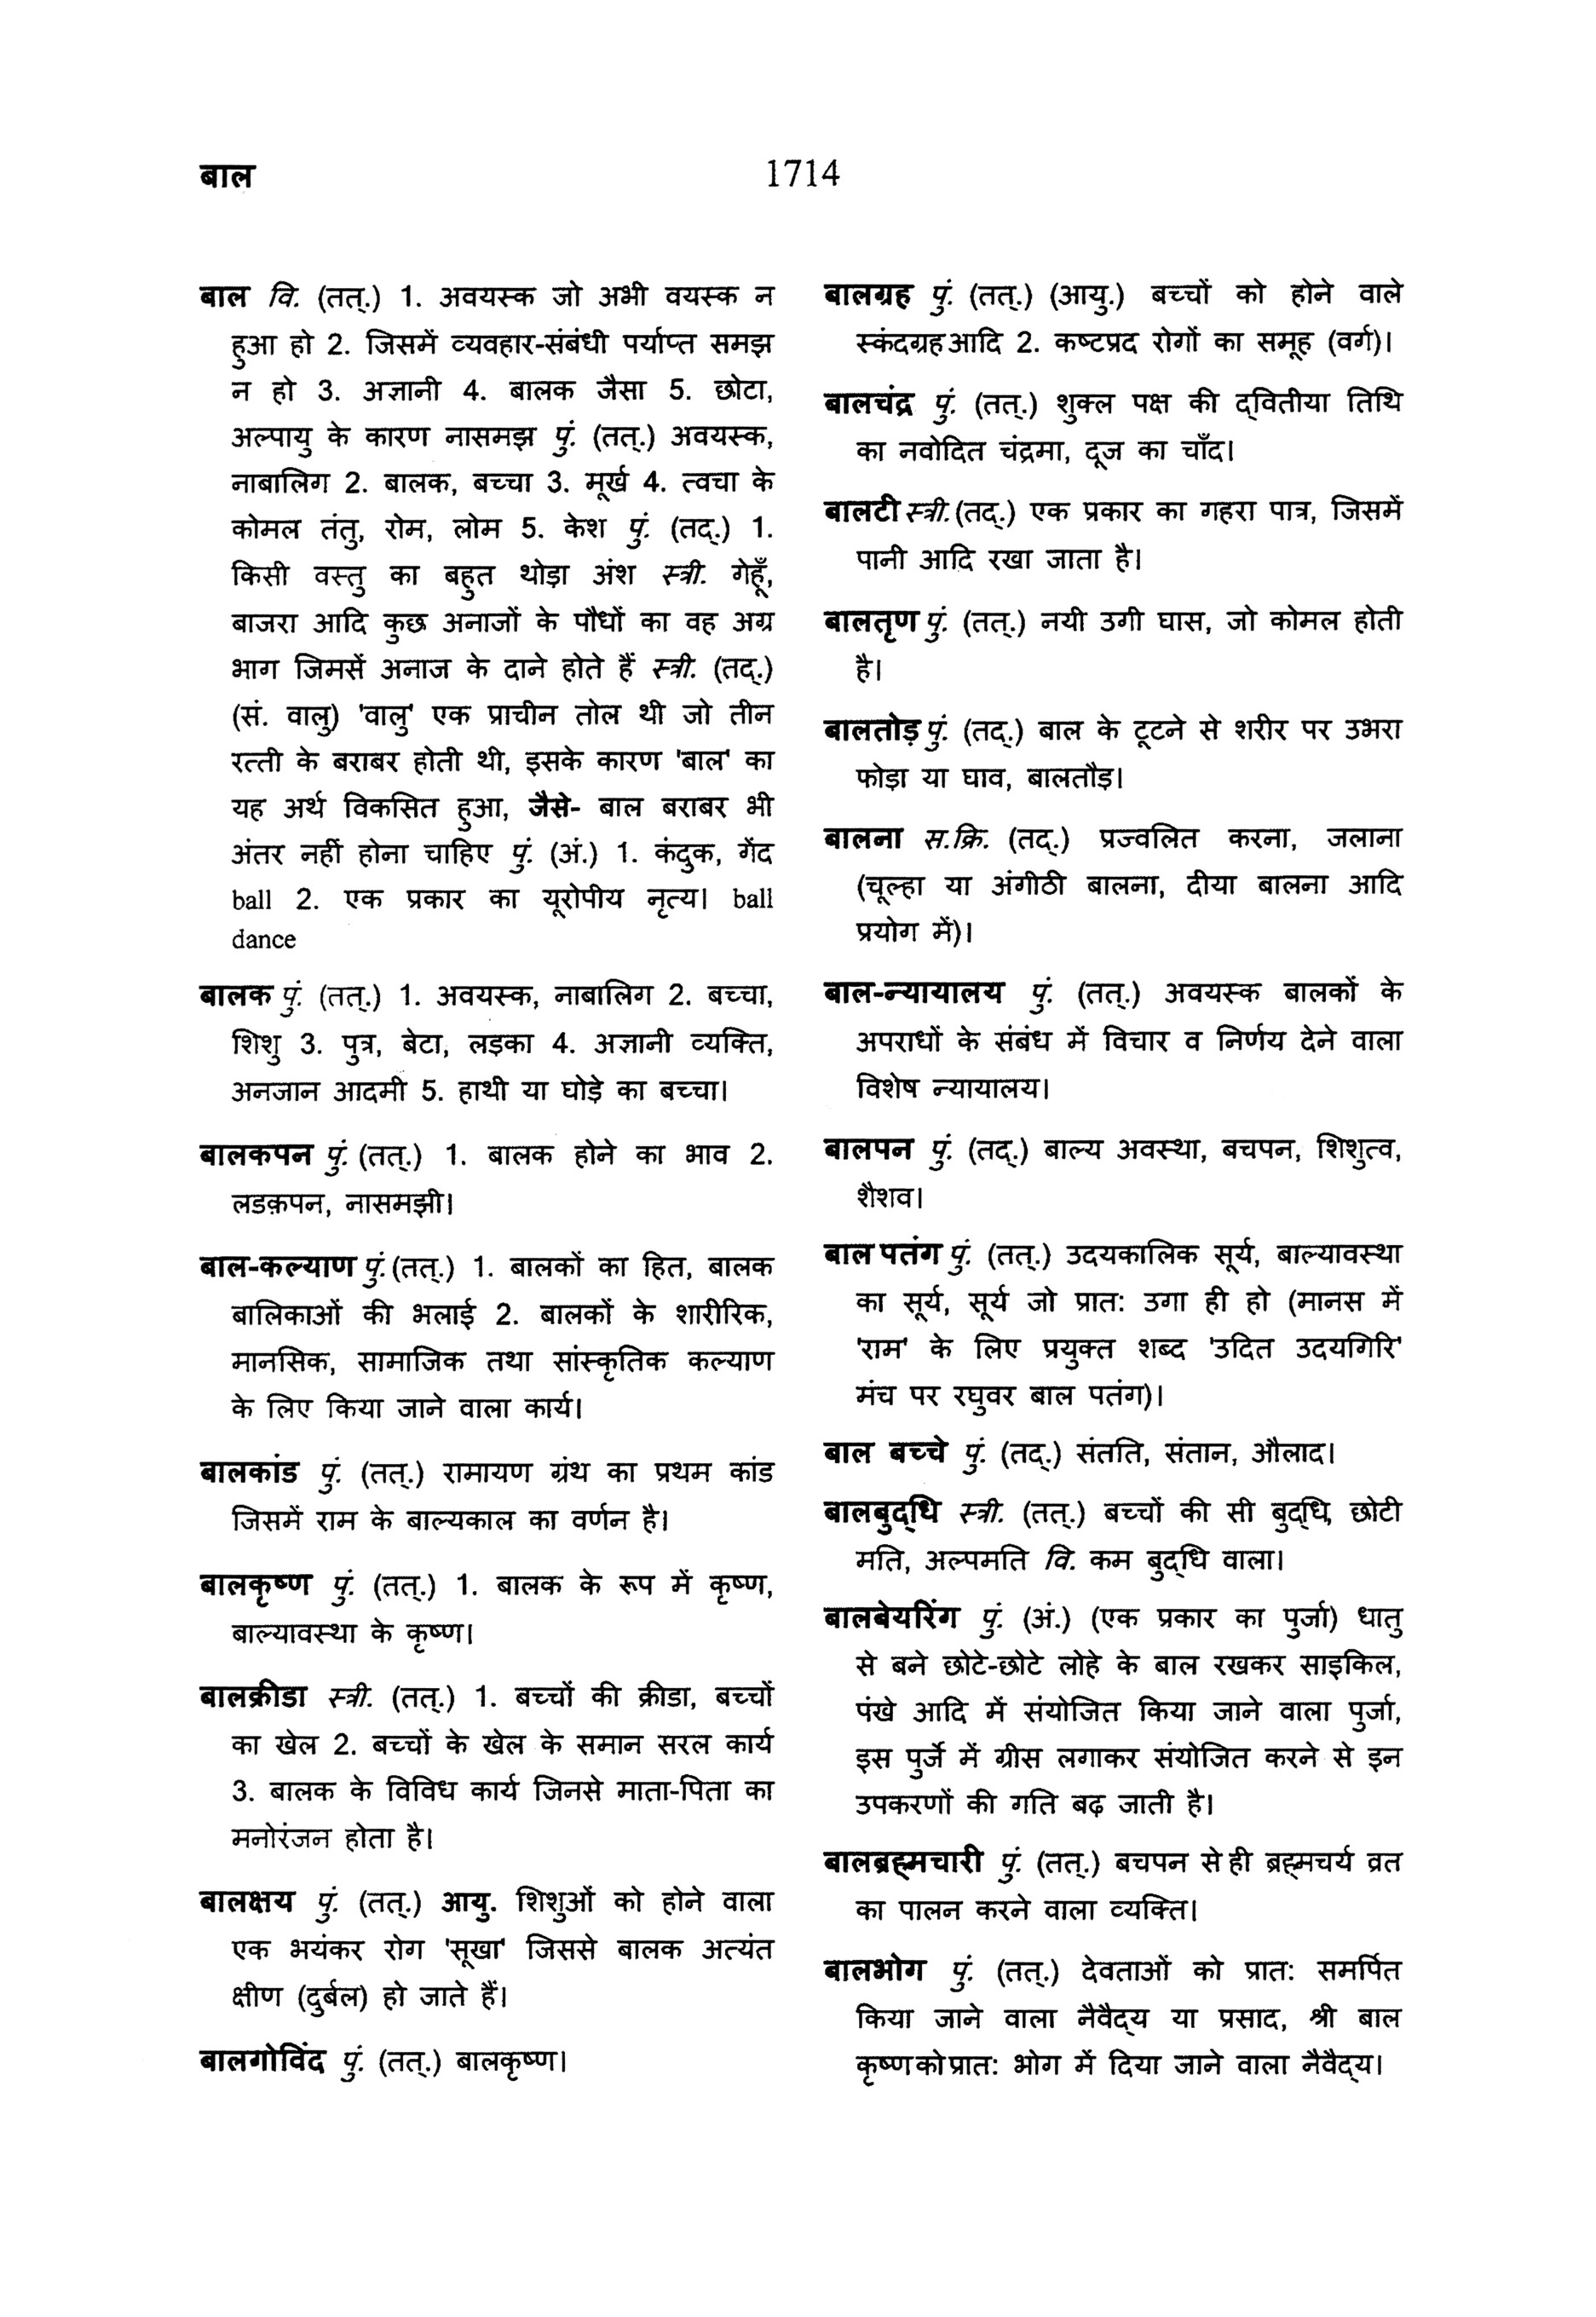 बाल
1714
बाल वि. (तत्.) 1. अवयस्क जो अभी वयस्क न
हुआ हो 2. जिसमें व्यवहार-संबंधी पर्याप्त समझ
न हो 3. अज्ञानी 4. बालक जैसा 5. छोटा,
अल्पायु के कारण नासमझ पुं. (तत्.) अवयस्क,
नाबालिग 2. बालक, बच्चा 3. मूर्ख 4. त्वचा के
कोमल तंतु, रोम, लोम 5. केश पुं. (तद्.) 1.
किसी वस्तु का बहुत थोड़ा अंश स्त्री. गेहूँ,
बाजरा आदि कुछ अनाजों के पौधों का वह अग्र
भाग जिमसें अनाज के दाने होते हैं स्त्री. (तद्.)
(सं. वालु) 'वालु' एक प्राचीन तोल थी जो तीन
रत्ती के बराबर होती थी, इसके कारण 'बाल' का
यह अर्थ विकसित हुआ, जैसे- बाल बराबर भी
अंतर नहीं होना चाहिए पुं. (अं.) 1. कंदुक, गेंद
ball 2. एक प्रकार का यूरोपीय नृत्य। ball
dance
बालक पुं. (तत्.) 1. अवयस्क, नाबालिग 2. बच्चा,
शिशु 3. पुत्र, बेटा, लड़का 4. अज्ञानी व्यक्ति,
अनजान आदमी 5. हाथी या घोड़े का बच्चा।
बालकपन पुं. (तत्.) 1. बालक होने का भाव 2.
लडक़पन, नासमझी।
बाल-कल्याण पुं. (तत्.) 1. बालकों का हित, बालक
बालिकाओं की भलाई 2. बालकों के शारीरिक,
मानसिक, सामाजिक तथा सांस्कृतिक कल्याण
के लिए किया जाने वाला कार्य।
बालकांड पुं. (तत्.) रामायण ग्रंथ का प्रथम कांड
जिसमें राम के बाल्यकाल का वर्णन है।
बालकृष्ण पुं. (तत्.) 1. बालक के रूप में कृष्ण,
बाल्यावस्था के कृष्ण।
बालक्रीडा स्त्री. (तत्.) 1. बच्चों की क्रीडा, बच्चों
का खेल 2. बच्चों के खेल के समान सरल कार्य
3. बालक के विविध कार्य जिनसे माता-पिता का
मनोरंजन होता है।
बालक्षय पुं. (तत्.) आयु. शिशुओं को होने वाला
एक भयंकर रोग 'सूखा' जिससे बालक अत्यंत
क्षीण (दुर्बल) हो जाते हैं।
बालगोविंद पुं. (तत्.) बालकृष्ण।
बालग्रह पुं. (तत्.) (आयु.) बच्चों को होने वाले
स्कंदग्रह आदि 2. कष्टप्रद रोगों का समूह (वर्ग)।
बालचंद्र पुं. (तत्.) शुक्ल पक्ष की द्वितीया तिथि
का नवोदित चंद्रमा, दूज का चाँद।
बालटी स्त्री. (तद्.) एक प्रकार का गहरा पात्र, जिसमें
पानी आदि रखा जाता है।
बालतृण पुं. (तत्.) नयी उगी घास, जो कोमल होती
है।
बालतोड़ पुं. (तद्.) बाल के टूटने से शरीर पर उभरा
फोड़ा या घाव, बालतौड़।
बालना स.क्रि. (तद्.) प्रज्वलित करना, जलाना
(चूल्हा या अंगीठी बालना, दीया बालना आदि
प्रयोग में)।
बाल-न्यायालय पुं. (तत्.) अवयस्क बालकों के
अपराधों के संबंध में विचार व निर्णय देने वाला
विशेष न्यायालय।
बालपन पुं. (तद्.) बाल्य अवस्था, बचपन, शिशुत्व,
शैशव।
बाल पतंग पुं. (तत्.) उदयकालिक सूर्य, बाल्यावस्था
का सूर्य, सूर्य जो प्रात: उगा ही हो (मानस में
'राम' के लिए प्रयुक्त शब्द 'उदित उदयगिरि'
मंच पर रघुवर बाल पतंग)।
बाल बच्चे पुं. (तद्.) संतति, संतान, औलाद।
बालबुद्धि स्त्री. (तत्.) बच्चों की सी बुद्धि, छोटी
मति, अल्पमति वि. कम बुद्धि वाला।
बालबेयरिंग पुं. (अं.) (एक प्रकार का पुर्जा) धातु
से बने छोटे-छोटे लोहे के बाल रखकर साइकिल,
पंखे आदि में संयोजित किया जाने वाला पुर्जा,
इस पुर्जे में ग्रीस लगाकर संयोजित करने से इन
उपकरणों की गति बढ़ जाती है।
बालब्रह्मचारी पुं. (तत्.) बचपन से ही ब्रह्मचर्य व्रत
का पालन करने वाला व्यक्ति।
बालभोग पुं. (तत्.) देवताओं को प्रात: समर्पित
किया जाने वाला नैवैद्य या प्रसाद, श्री बाल
कृष्ण को प्रात: भोग में दिया जाने वाला नैवैद्य।